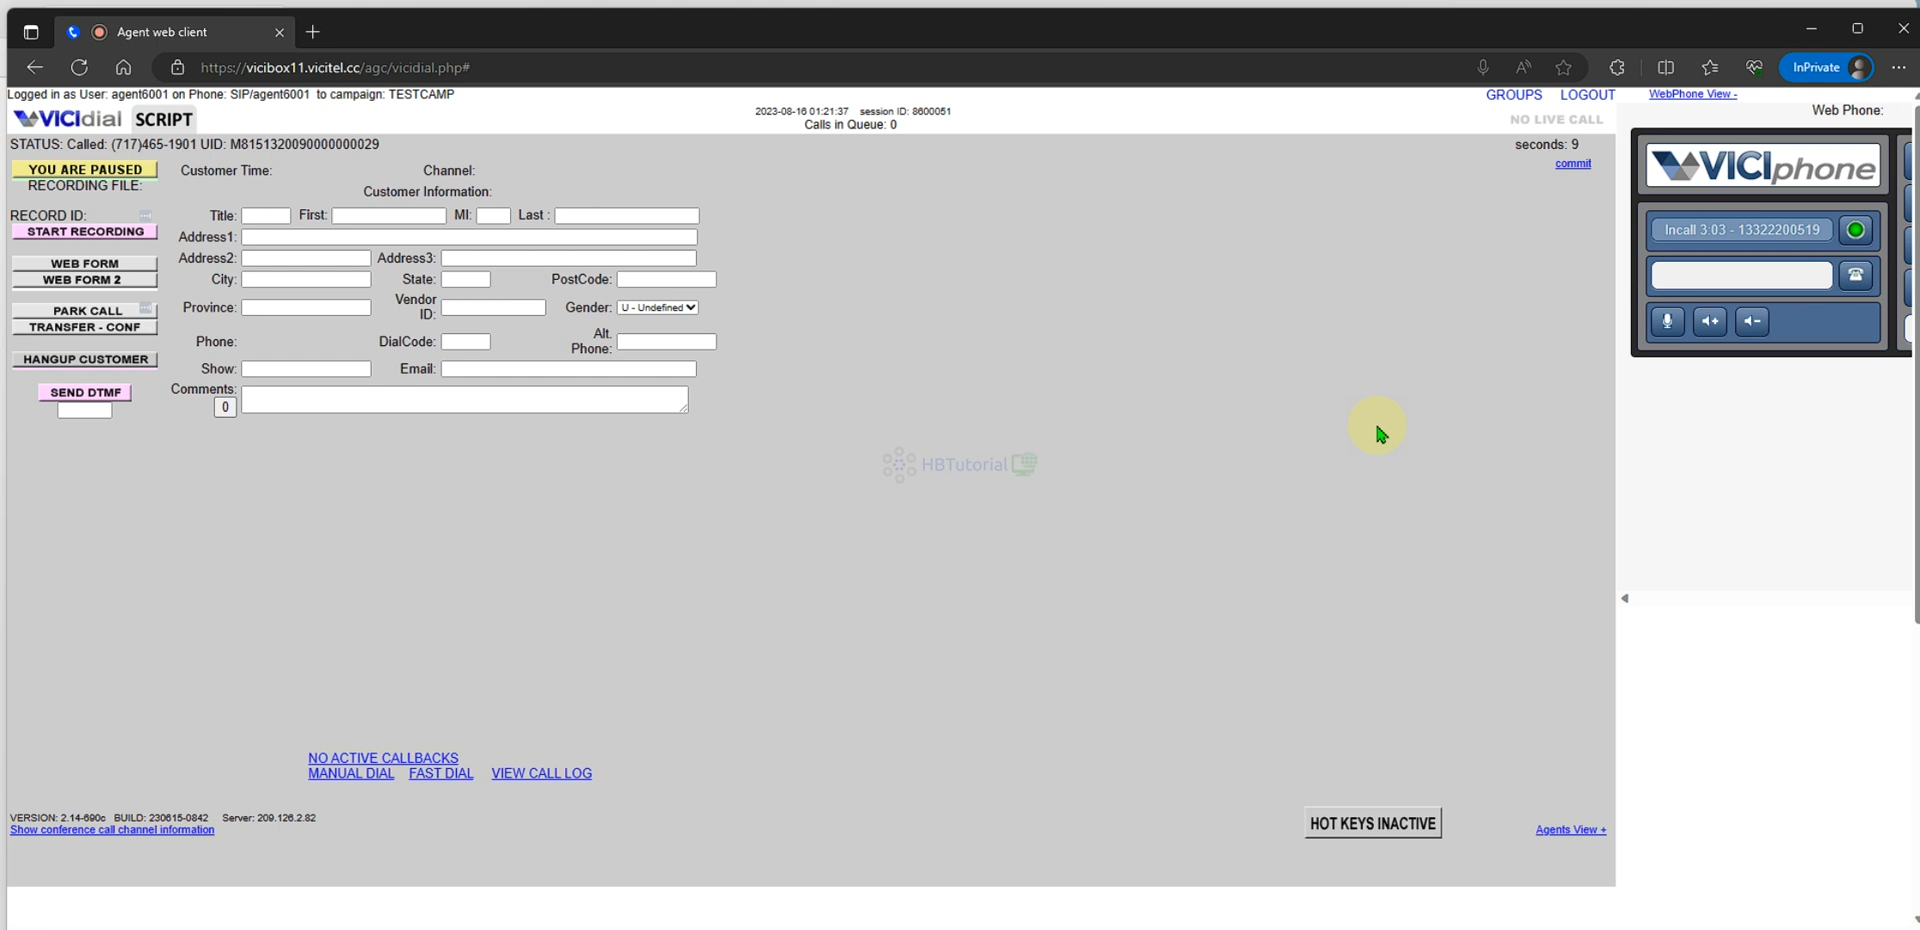 Agent web client
https://vicibox11.vicitel.cc/agc/vicidial.php#
InPrivate
Logged in as User: agent6001 on Phone: SIP/agent6001 to campaign: TESTCAMP
GROUPS LOGOUT
WebPhone View -
Web Phone:
VICIdial SCRIPT
2023-08-16 01:21:37 session ID: 8600051
Calls in Queue: 0
NO LIVE CALL
STATUS: Called: (717)465-1901 UID: M8151320090000000029
seconds: 9
commit
YOU ARE PAUSED
RECORDING FILE:
RECORD ID:
START RECORDING
WEB FORM
WEB FORM 2
PARK CALL
TRANSFER - CONF
HANGUP CUSTOMER
SEND DTMF
Customer Time: Channel:
Customer Information:
Title: First: MI: Last :
Address1:
Address2: Address3:
City: State: PostCode:
Province: Vendor ID: Gender: U - Undefined
Phone: DialCode: Alt. Phone:
Show: Email:
Comments:
0
HBTutorial
VICIphone
Incall 3:03 - 13322200519
NO ACTIVE CALLBACKS
MANUAL DIAL FAST DIAL VIEW CALL LOG
VERSION: 2.14-690c BUILD: 230615-0842 Server: 209.126.2.82
Show conference call channel information
HOT KEYS INACTIVE
Agents View +